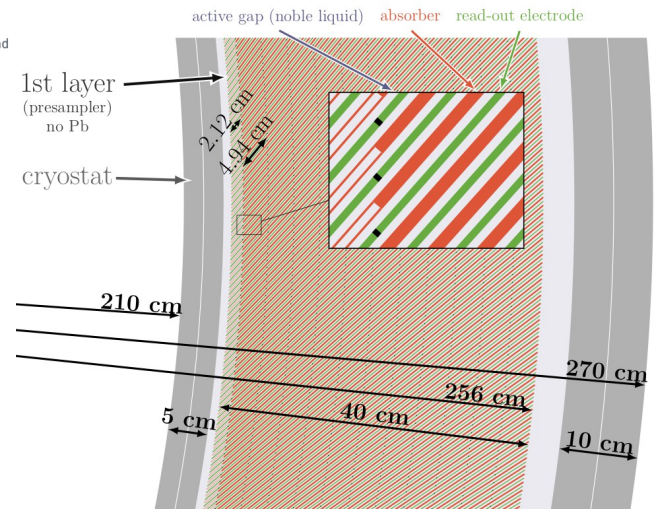 active gap (noble liquid) absorber read-out electrode
nd
1st layer
(presampler)
no Pb
2.12 cm
4.94 cm
cryostat
210 cm
270 cm
256 cm
40 cm
5 cm
10 cm